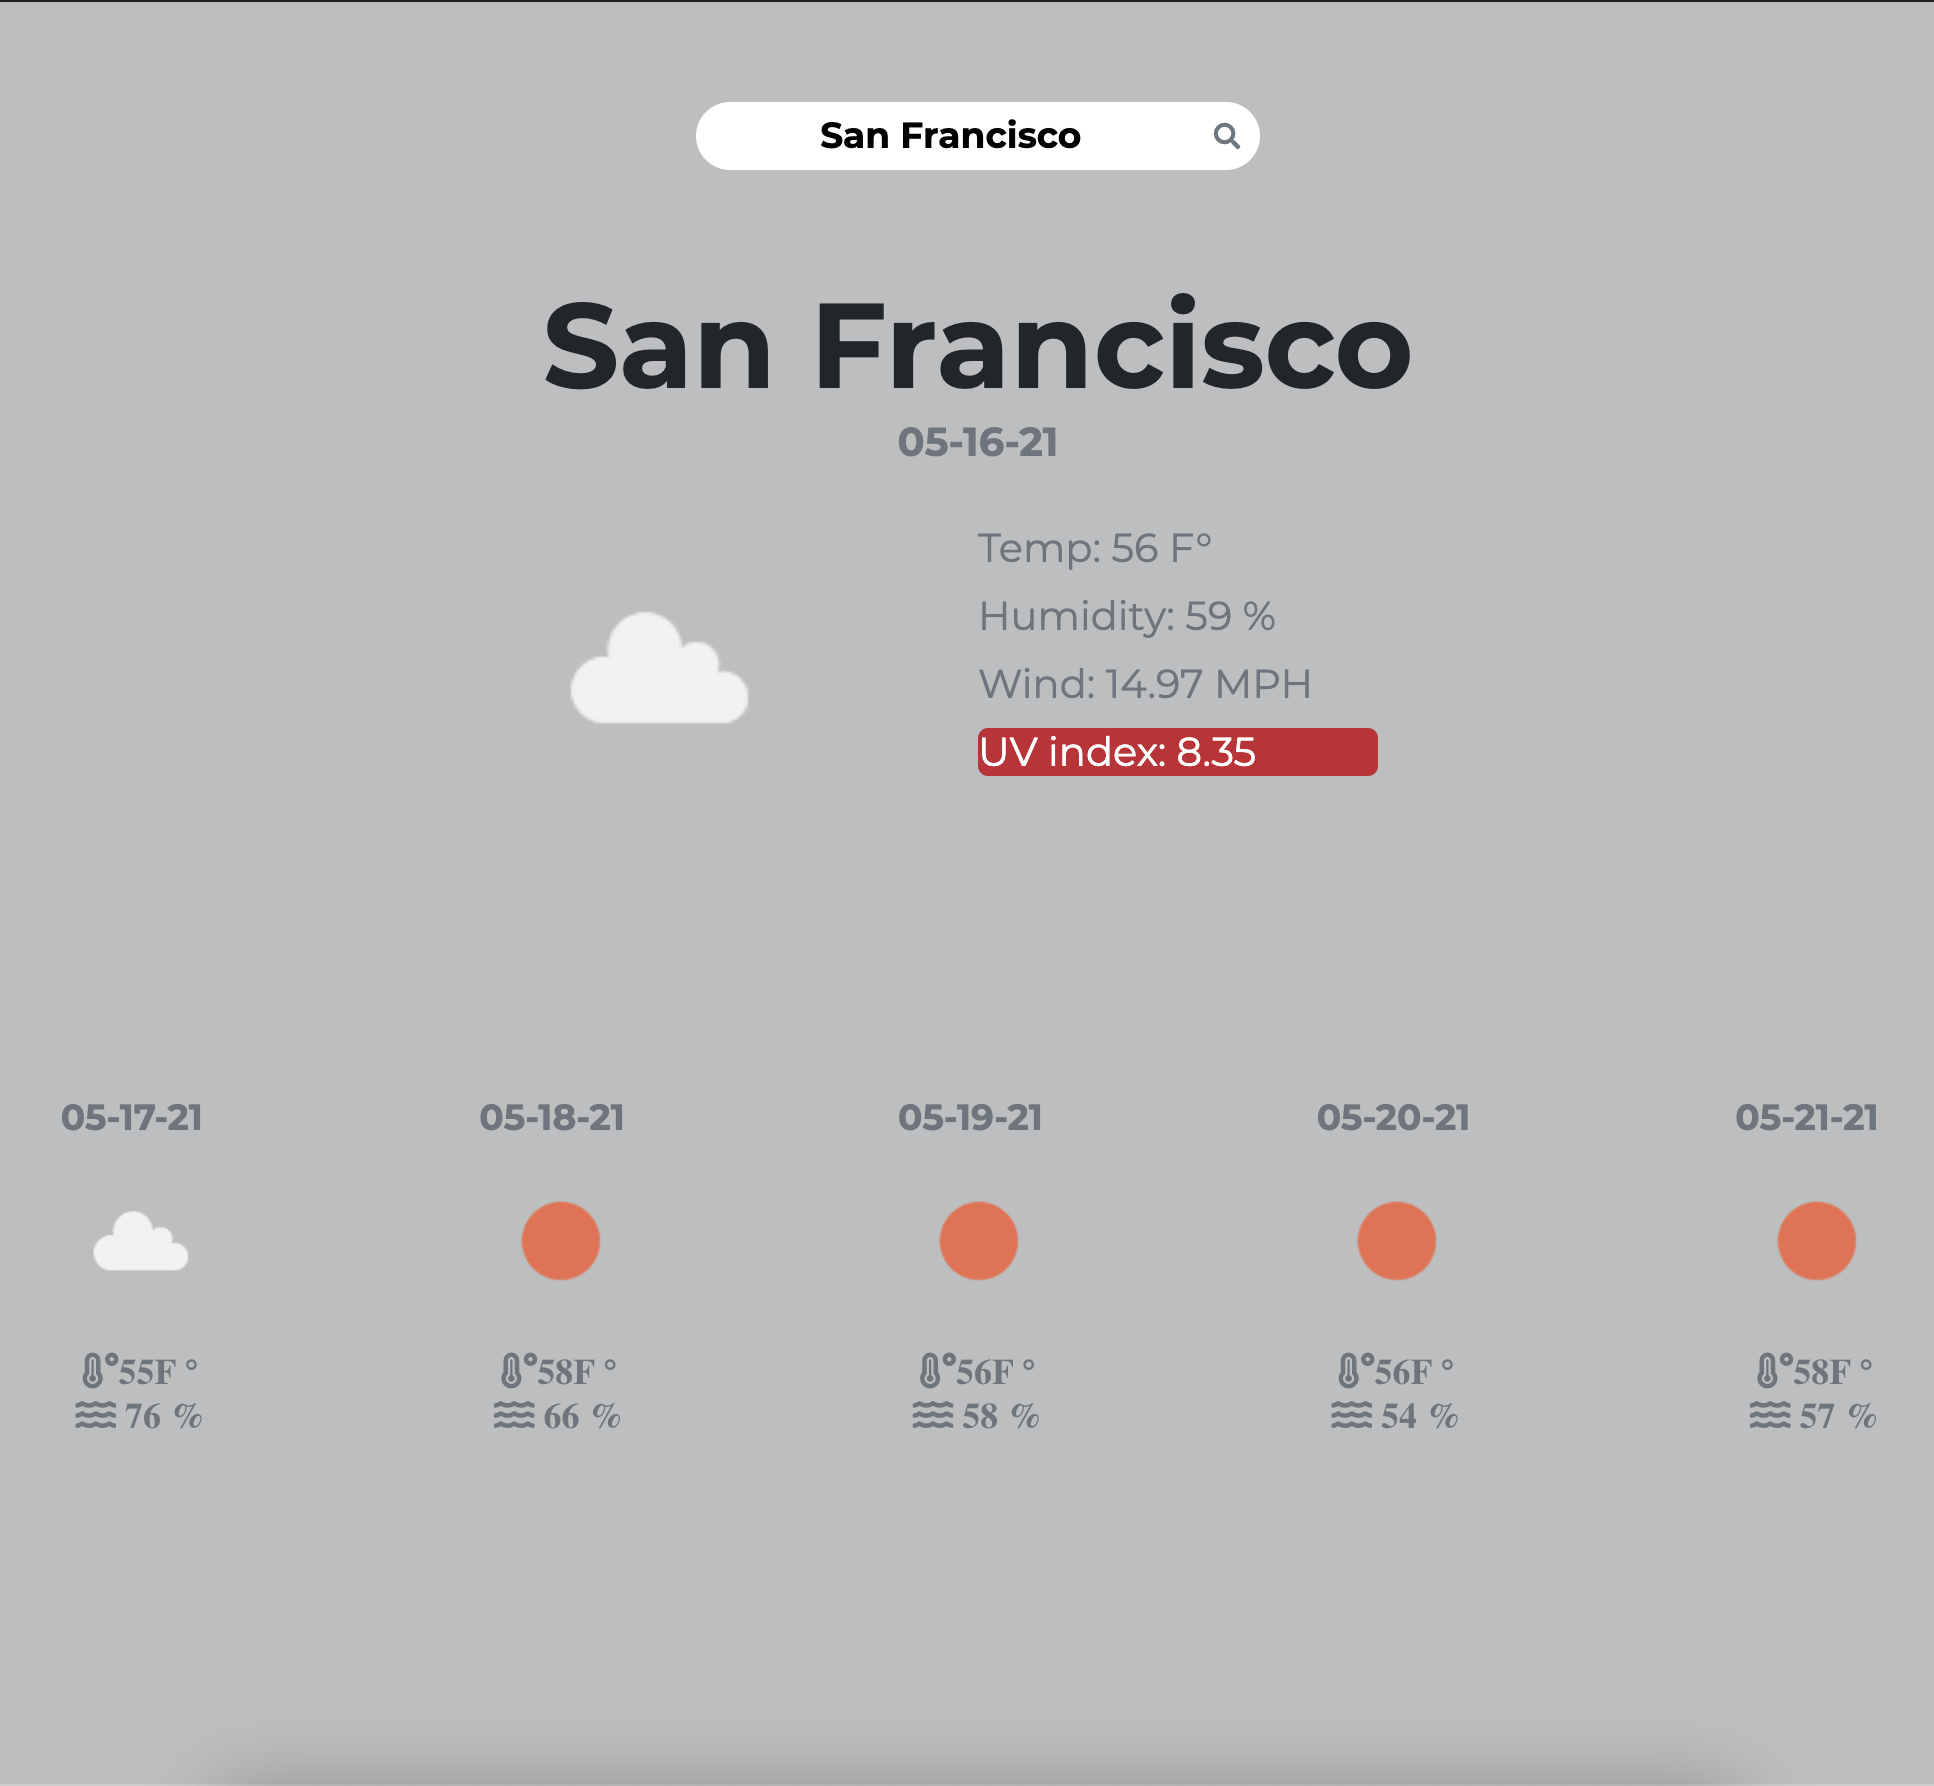 San Francisco
San Francisco
05-16-21
Temp: 56 F°
Humidity: 59 %
Wind: 14.97 MPH
UV index: 8.35
05-17-21
05-18-21
05-19-21
05-20-21
05-21-21
55F °
58F °
56F °
56F °
58F °
76 %
66 %
58 %
54 %
57 %